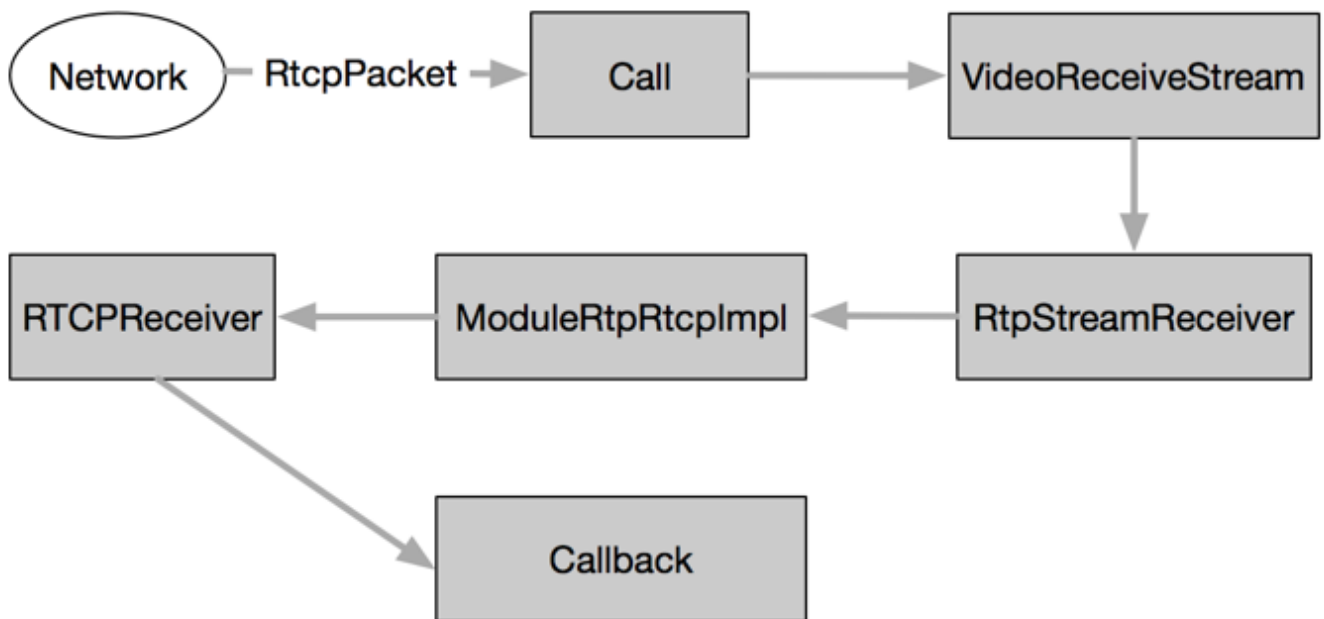 Network
RtcpPacket
Call
VideoReceiveStream
RTCPReceiver
ModuleRtpRtcpImpl
RtpStreamReceiver
Callback